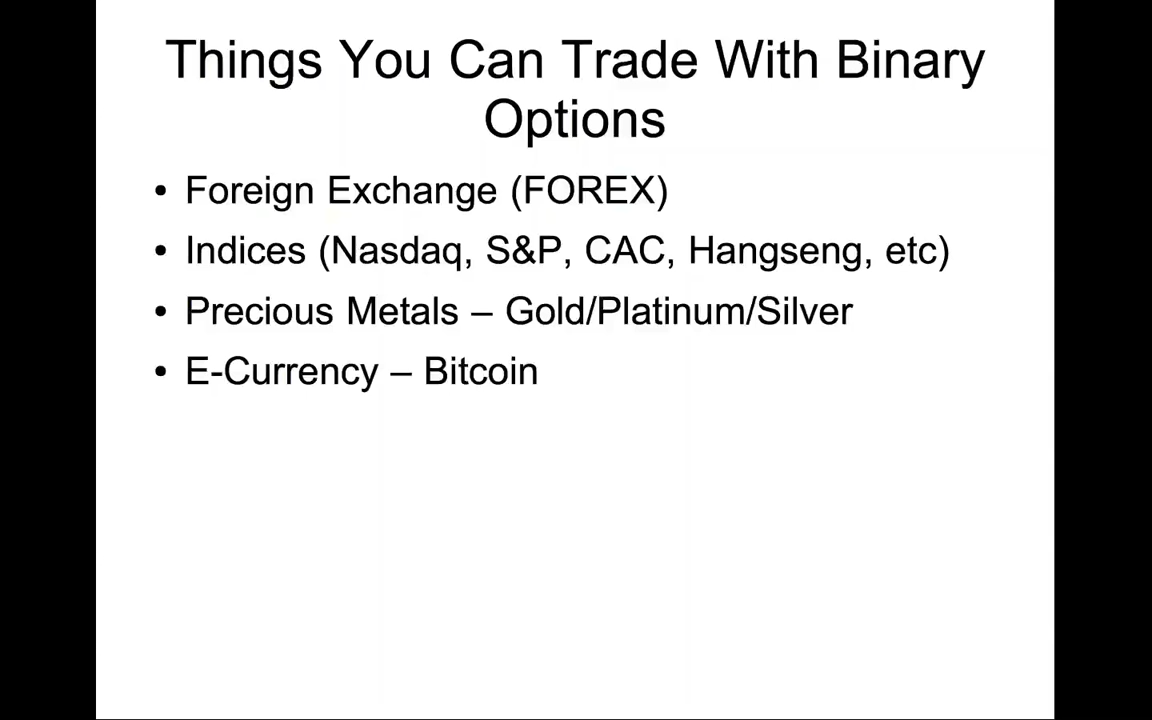 Things You Can Trade With Binary
Options
• Foreign Exchange (FOREX)
• Indices (Nasdaq, S&P, CAC, Hangseng, etc)
• Precious Metals – Gold/Platinum/Silver
• E-Currency – Bitcoin